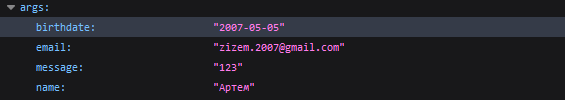 args:
birthdate: "2007-05-05"
email: "zizem.2007@gmail.com"
message: "123"
name: "Артем"